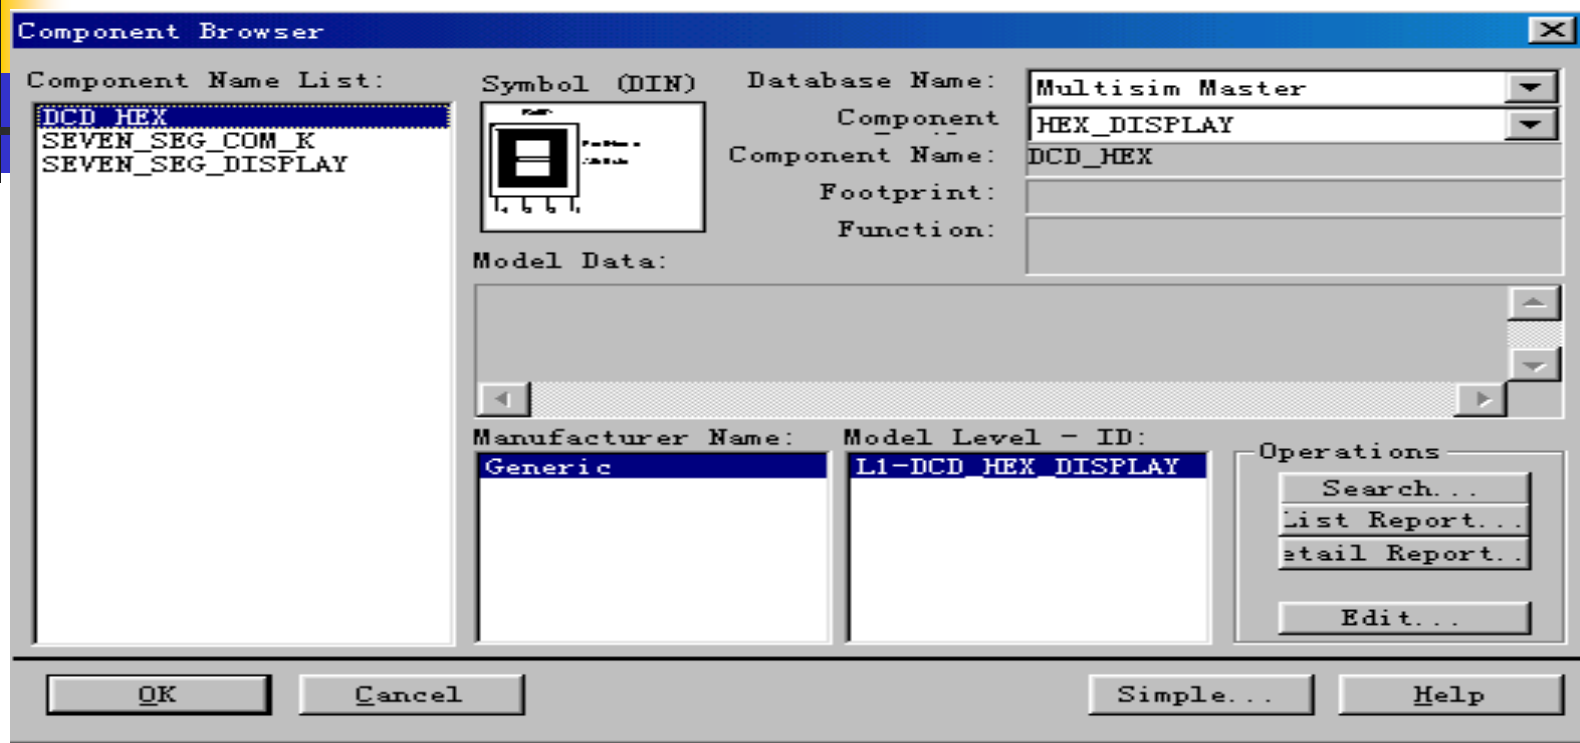 Component Browser
Component Name List:
DCD_HEX
SEVEN_SEG_COM_K
SEVEN_SEG_DISPLAY
Symbol (DIN)
Database Name:
Multisim Master
Component
HEX_DISPLAY
Component Name:
DCD_HEX
Footprint:
Function:
Model Data:
Manufacturer Name:
Generic
Model Level - ID:
L1-DCD_HEX_DISPLAY
Operations
Search...
List Report...
etail Report..
Edit...
OK
Cancel
Simple...
Help